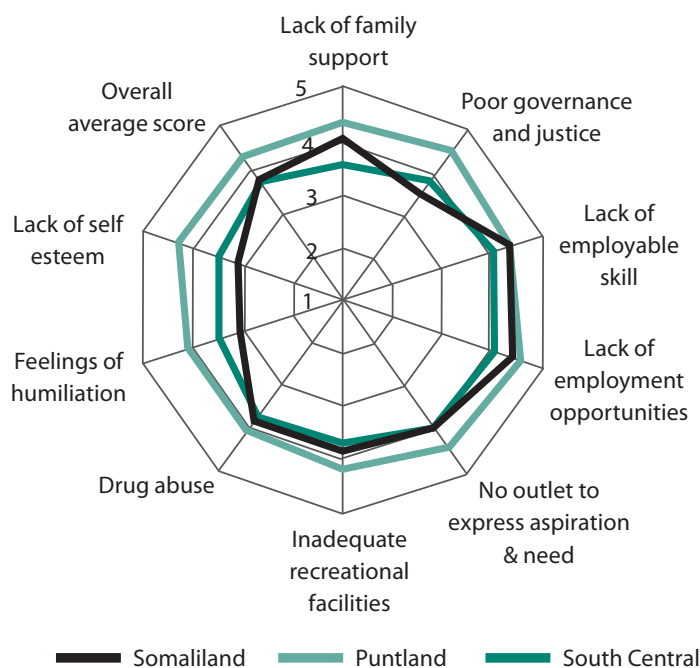 Lack of family
support
Overall
average score
Poor governance
and justice
5
4
3
2
1
Lack of self
esteem
Lack of
employable
skill
Feelings of
humiliation
Lack of
employment
opportunities
Drug abuse
No outlet to
express aspiration
& need
Inadequate
recreational
facilities
Somaliland Puntland South Central